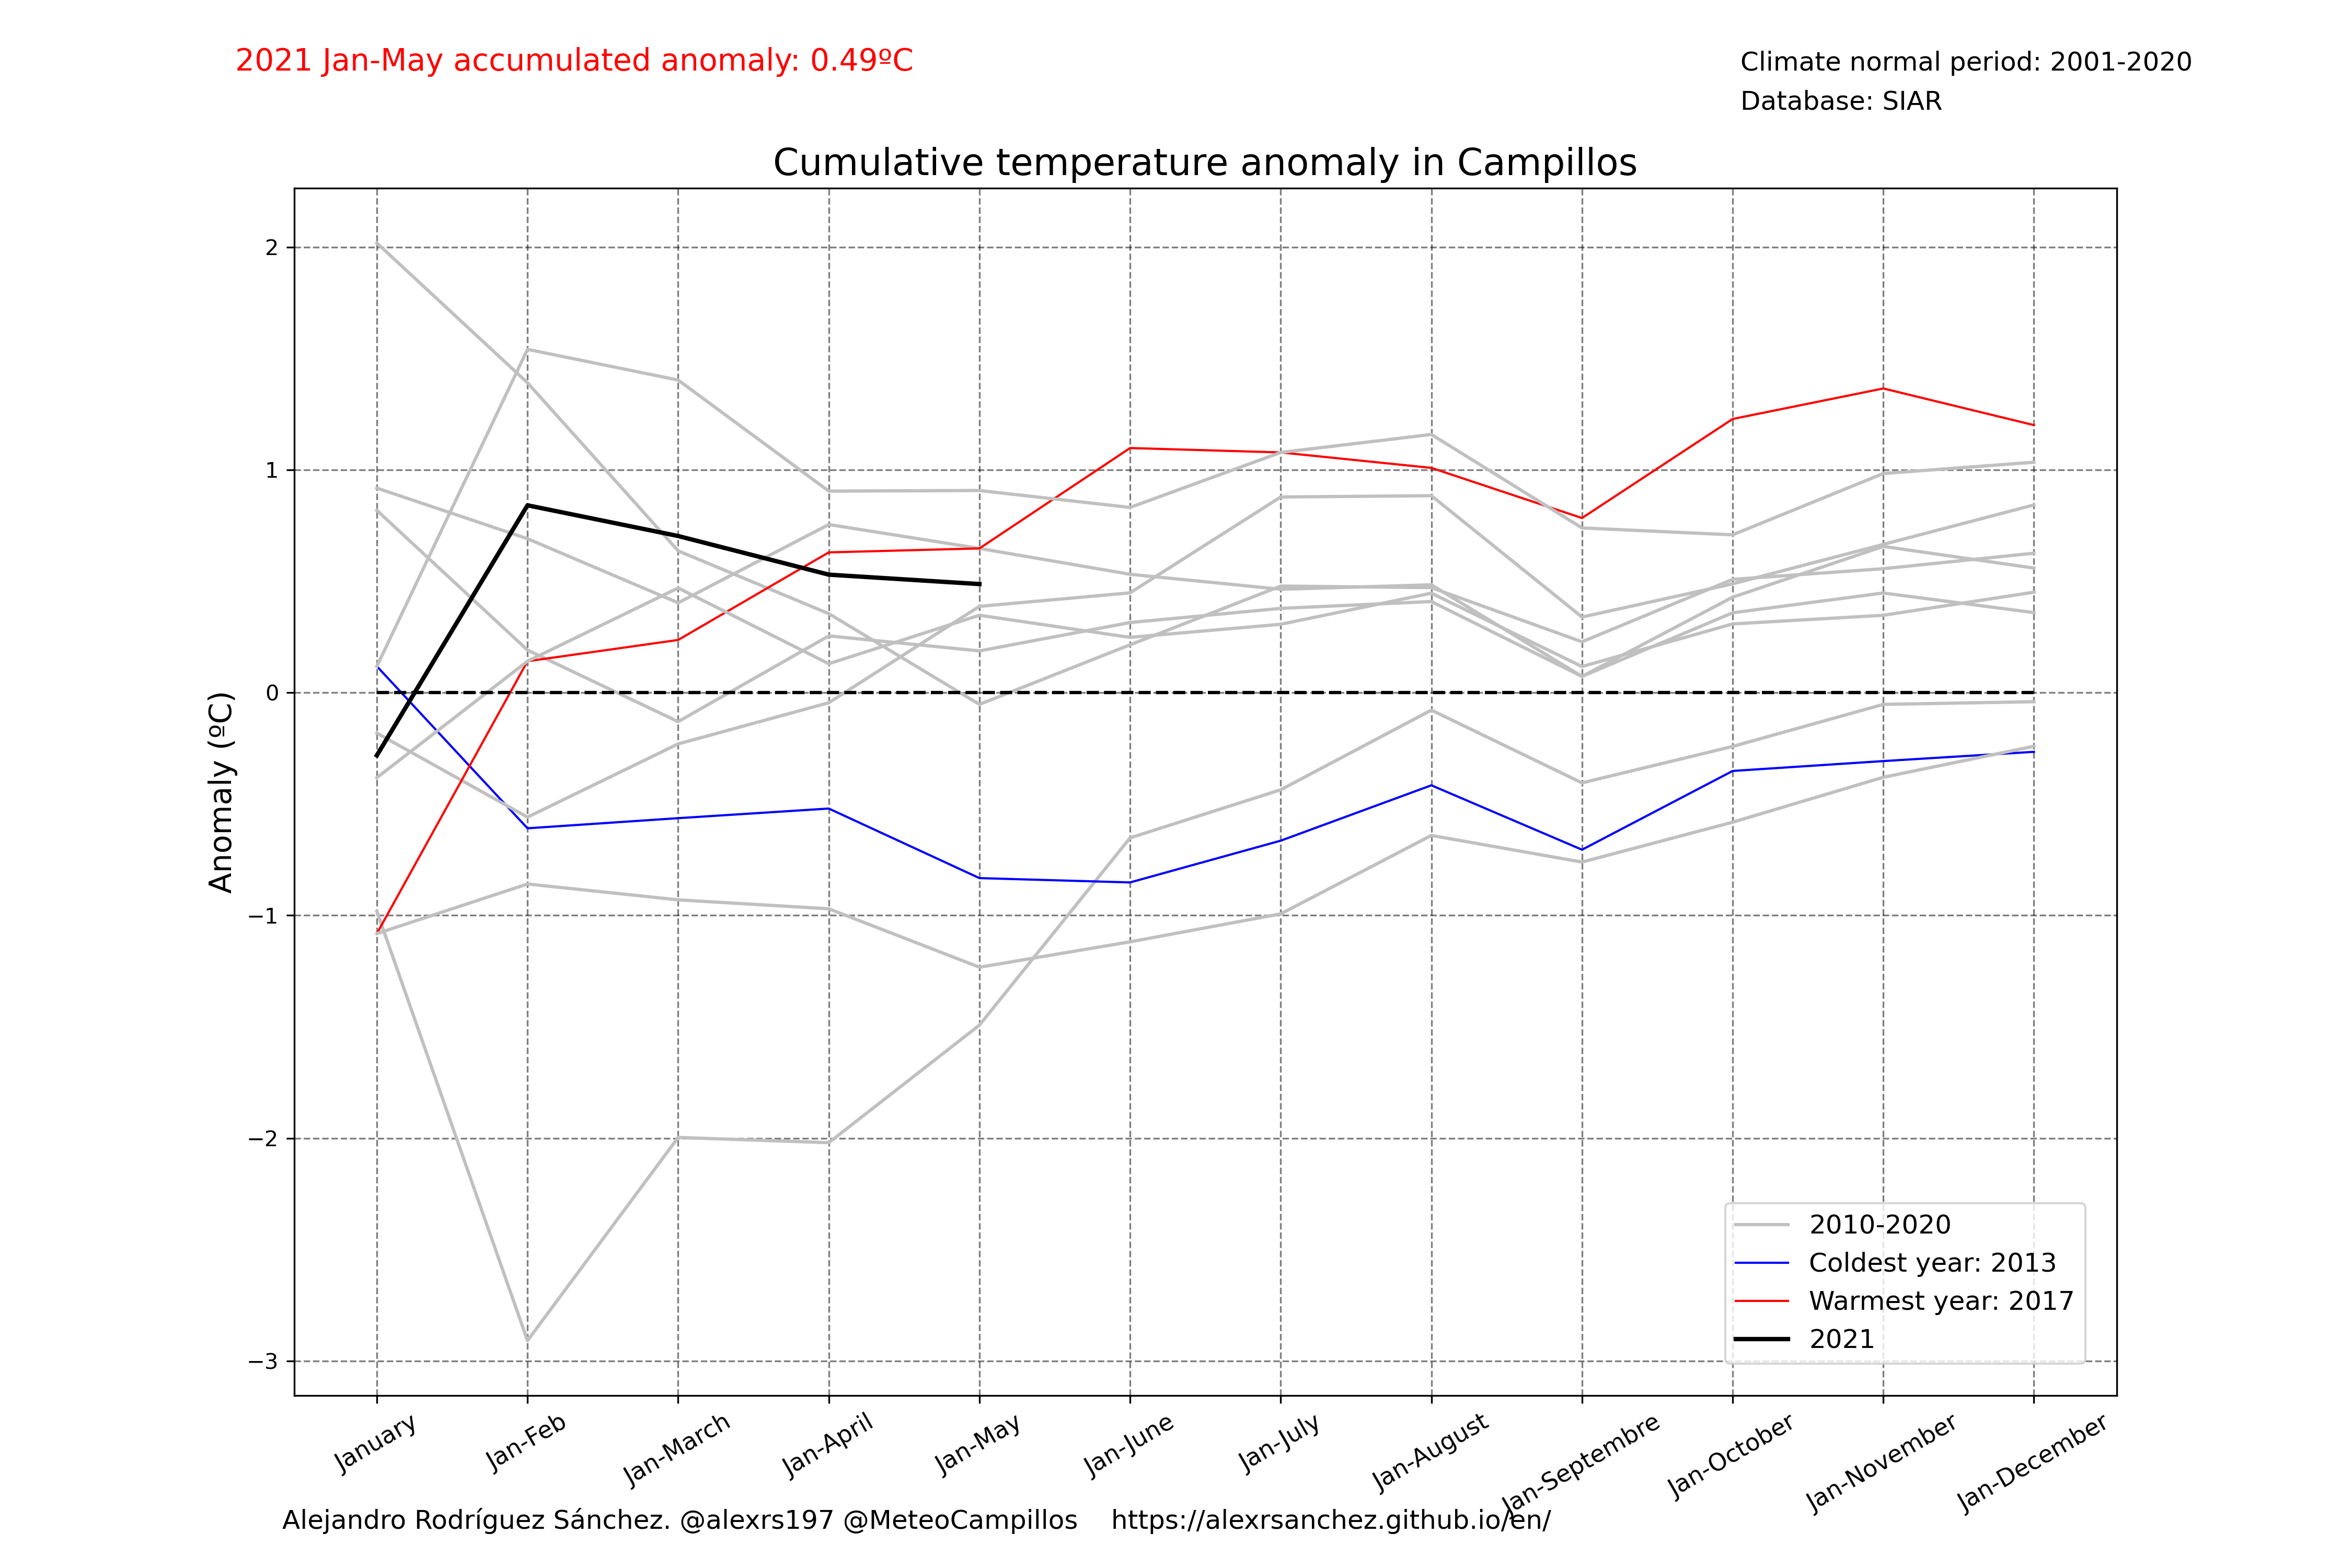 2021 Jan-May accumulated anomaly: 0.49ºC
Climate normal period: 2001-2020
Database: SIAR
Cumulative temperature anomaly in Campillos
Anomaly (ºC)
2
1
0
−1
−2
−3
2010-2020
Coldest year: 2013
Warmest year: 2017
2021
January
Jan-Feb
Jan-March
Jan-April
Jan-May
Jan-June
Jan-July
Jan-August
Jan-Septembre
Jan-October
Jan-November
Jan-December
Alejandro Rodríguez Sánchez. @alexrs197 @MeteoCampillos https://alexrsanchez.github.io/en/